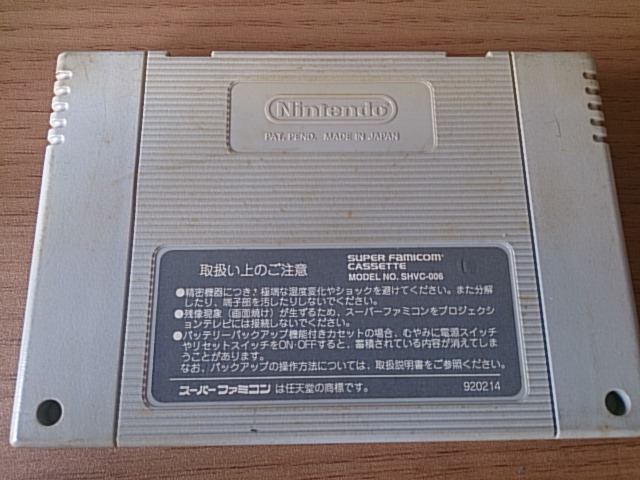 Nintendo
PAT. PEND. MADE IN JAPAN
取扱い上のご注意
SUPER Famicom
CASSETTE
MODEL NO. SHVC-006
●精密機器につき、極端な温度変化やショックを避けてください。また分解
したり、端子部を汚したりしないでください。
●残像現象(画面焼け)が生ずるため、スーパーファミコンをプロジェクシ
ョンテレビには接続しないでください。
●バッテリーバックアップ機能付きカセットの場合、むやみに電源スイッチ
やリセットスイッチをON・OFFすると、蓄積されている内容が消えてしま
うことがあります。
なお、バックアップの操作方法については、取扱説明書をご参照ください。
スーパーファミコン は任天堂の商標です。
920214